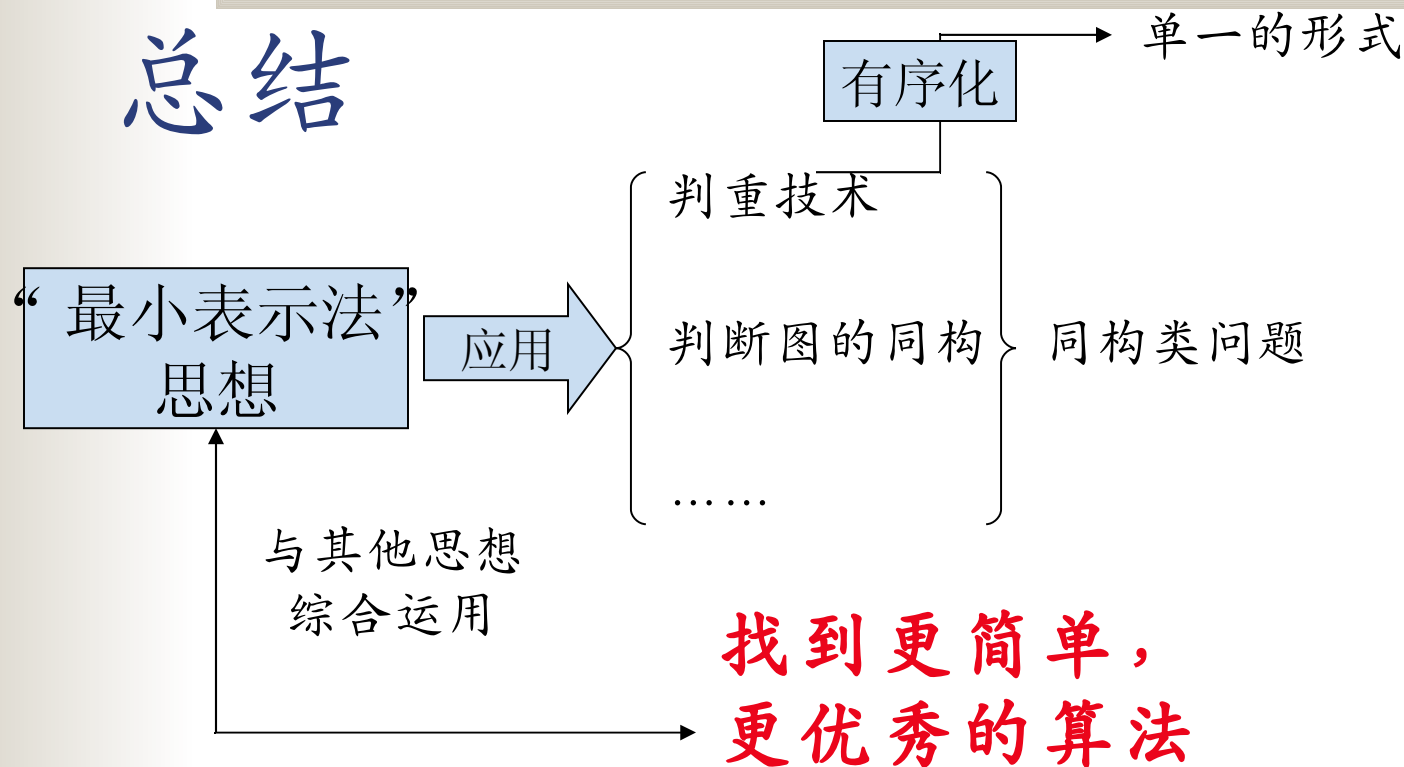 总结
单一的形式
有序化
判重技术
“最小表示法”
思想
应用
判断图的同构
同构类问题
……
与其他思想
综合运用
找到更简单，
更优秀的算法